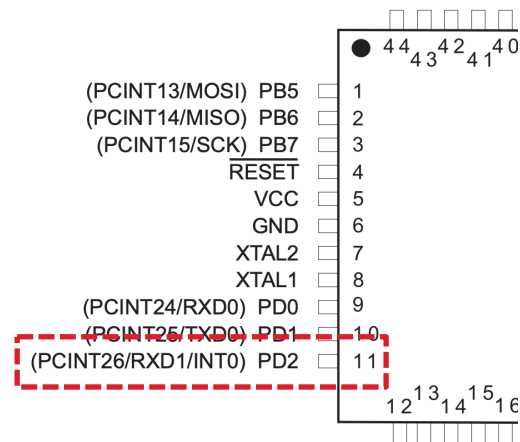 44 43 42 41 40
(PCINT13/MOSI) PB5 1
(PCINT14/MISO) PB6 2
(PCINT15/SCK) PB7 3
RESET 4
VCC 5
GND 6
XTAL2 7
XTAL1 8
(PCINT24/RXD0) PD0 9
(PCINT25/TXD0) PD1 10
(PCINT26/RXD1/INT0) PD2 11
12 13 14 15 16